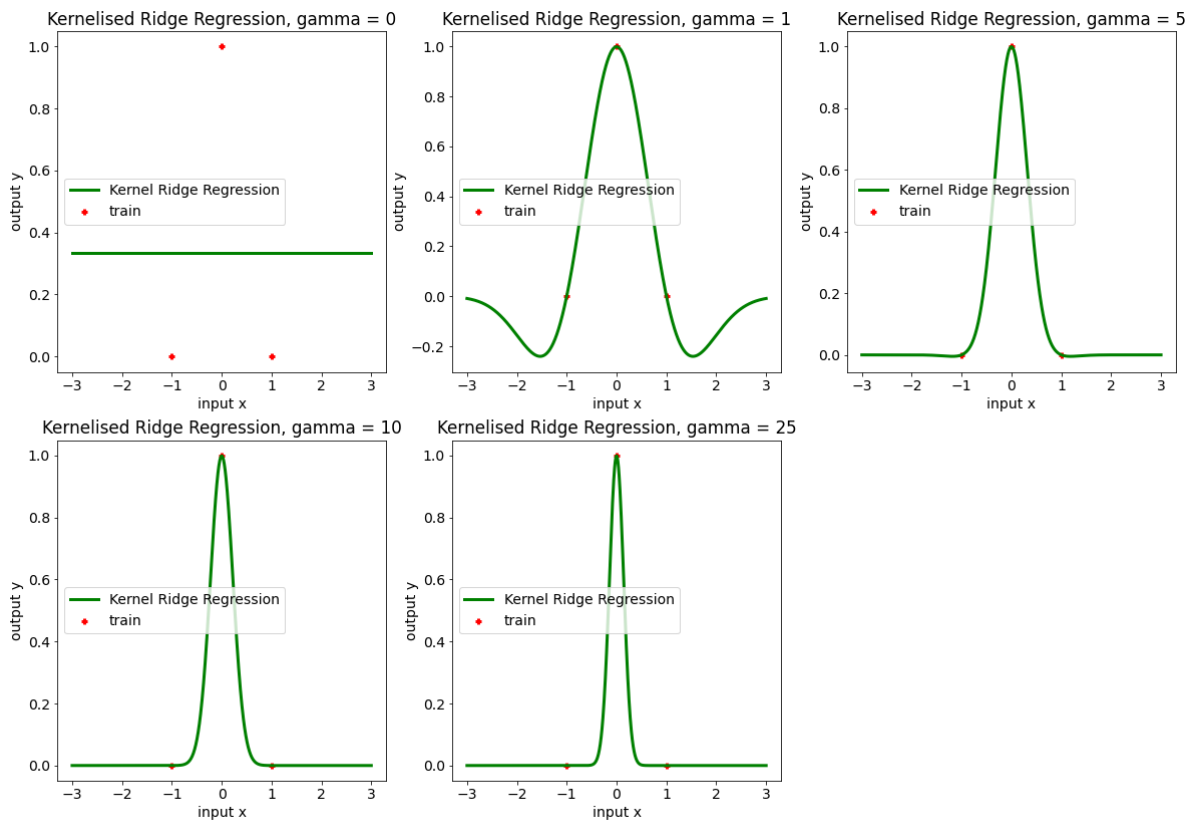 Kernelised Ridge Regression, gamma = 0
1.0
0.8
0.6
0.4
0.2
0.0
output y
Kernel Ridge Regression
train
−3 −2 −1 0 1 2 3
input x
Kernelised Ridge Regression, gamma = 1
1.0
0.8
0.6
0.4
0.2
0.0
−0.2
output y
Kernel Ridge Regression
train
−3 −2 −1 0 1 2 3
input x
Kernelised Ridge Regression, gamma = 5
1.0
0.8
0.6
0.4
0.2
0.0
output y
Kernel Ridge Regression
train
−3 −2 −1 0 1 2 3
input x
Kernelised Ridge Regression, gamma = 10
1.0
0.8
0.6
0.4
0.2
0.0
output y
Kernel Ridge Regression
train
−3 −2 −1 0 1 2 3
input x
Kernelised Ridge Regression, gamma = 25
1.0
0.8
0.6
0.4
0.2
0.0
output y
Kernel Ridge Regression
train
−3 −2 −1 0 1 2 3
input x